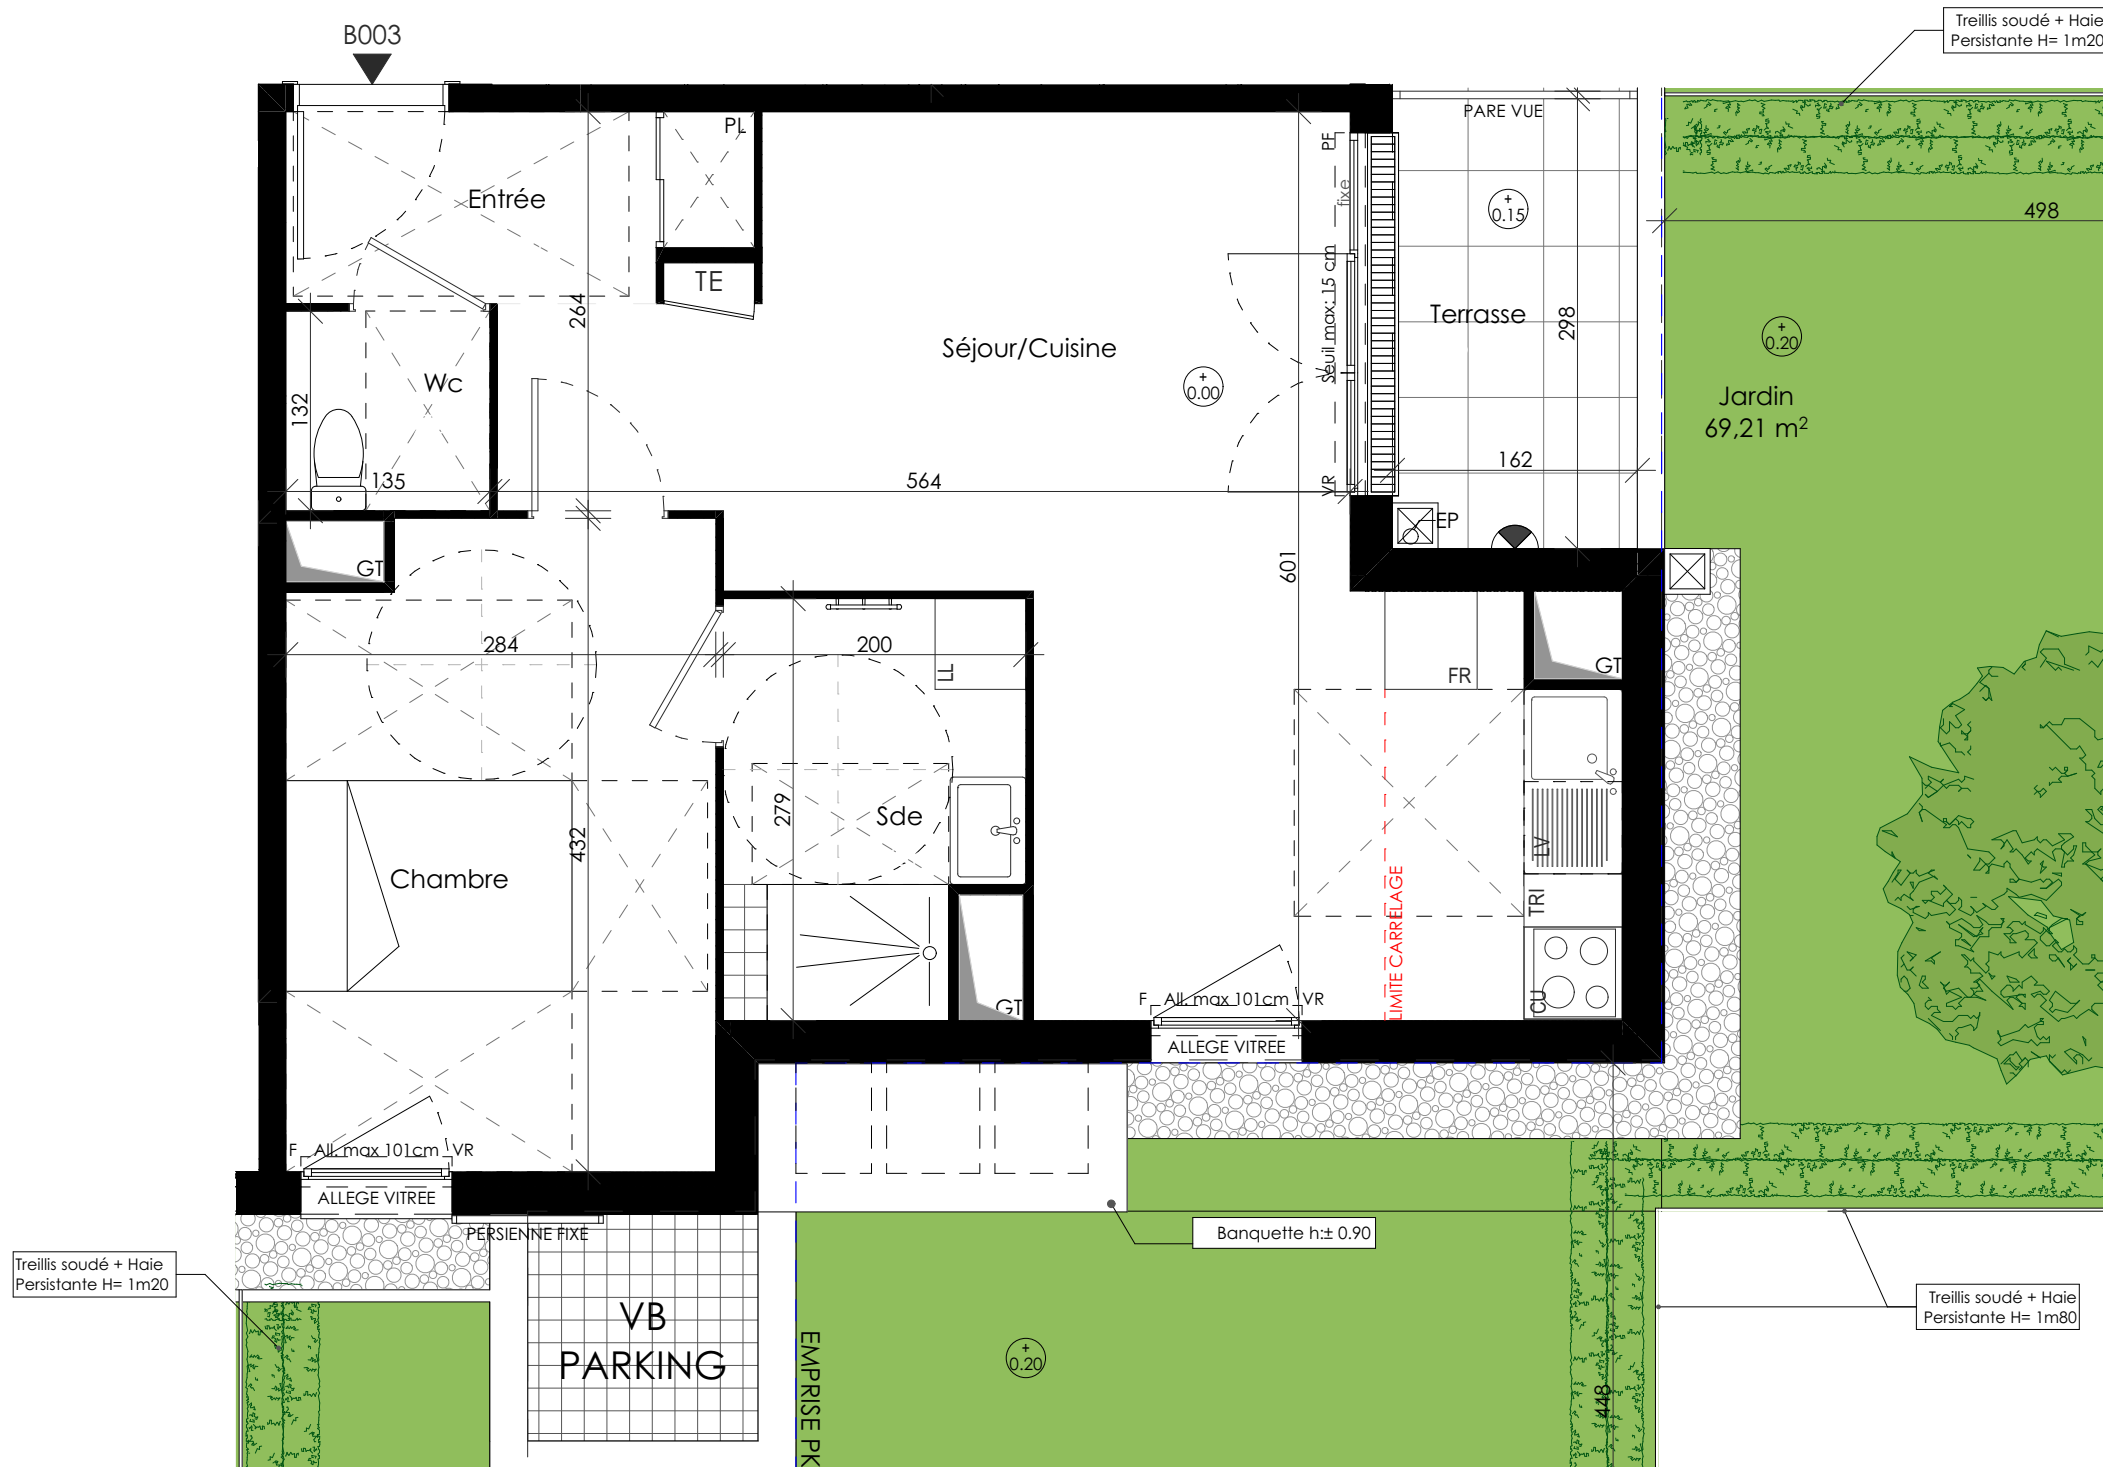 B003
Treillis soudé + Haie
Persistante H= 1m20
PL
PARE VUE
PF
fixe
Entrée
+
0.15
498
TE
264
Seuil max: 15 cm
Terrasse
298
Séjour/Cuisine
+
0.20
Wc
+
0.00
Jardin
69,21 m²
132
135
564
VR
162
EP
GT
601
284
200
LL
FR
GT
279
Sde
432
LV
Chambre
LIMITE CARRELAGE
TRI
GT
F
All. max 101cm
VR
CU
ALLEGE VITREE
F
All. max 101cm
VR
ALLEGE VITREE
PERSIENNE FIXE
Banquette h:± 0.90
Treillis soudé + Haie
Persistante H= 1m20
VB
PARKING
EMPRISE PK
+
0.20
448
Treillis soudé + Haie
Persistante H= 1m80